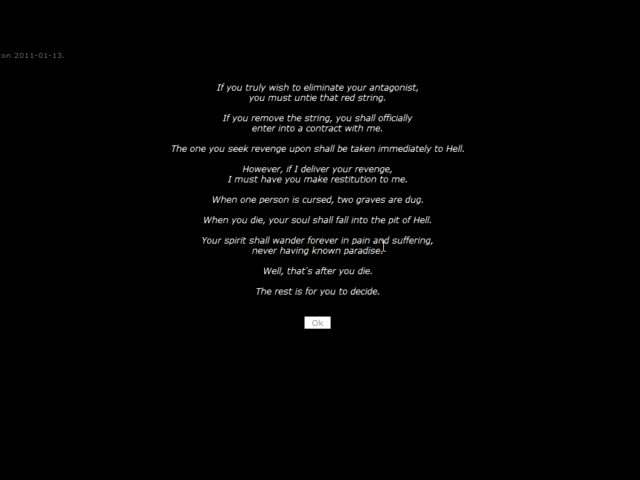 on 2011-01-13.
If you truly wish to eliminate your antagonist,
you must untie that red string.
If you remove the string, you shall officially
enter into a contract with me.
The one you seek revenge upon shall be taken immediately to Hell.
However, if I deliver your revenge,
I must have you make restitution to me.
When one person is cursed, two graves are dug.
When you die, your soul shall fall into the pit of Hell.
Your spirit shall wander forever in pain and suffering,
never having known paradise.
Well, that's after you die.
The rest is for you to decide.
Ok